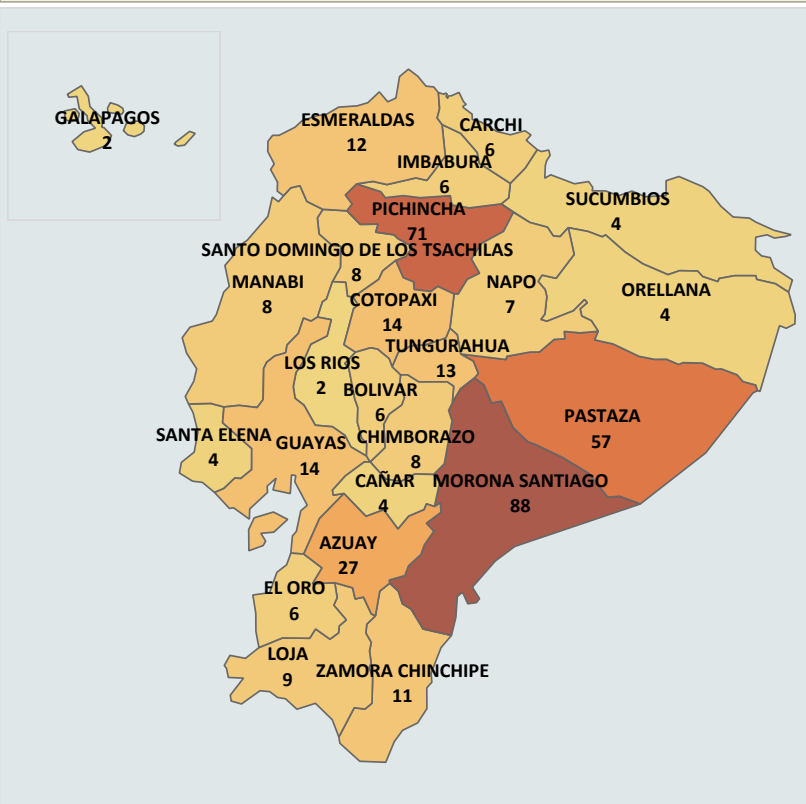 GALAPAGOS
2
ESMERALDAS
12
CARCHI
6
IMBABURA
6
SUCUMBIOS
4
PICHINCHA
71
SANTO DOMINGO DE LOS TSACHILAS
8
MANABI
8
COTOPAXI
14
NAPO
7
ORELLANA
4
TUNGURAHUA
13
LOS RIOS
2
BOLIVAR
6
PASTAZA
57
SANTA ELENA
4
GUAYAS
14
CHIMBORAZO
8
CAÑAR
4
MORONA SANTIAGO
88
AZUAY
27
EL ORO
6
LOJA
9
ZAMORA CHINCHIPE
11